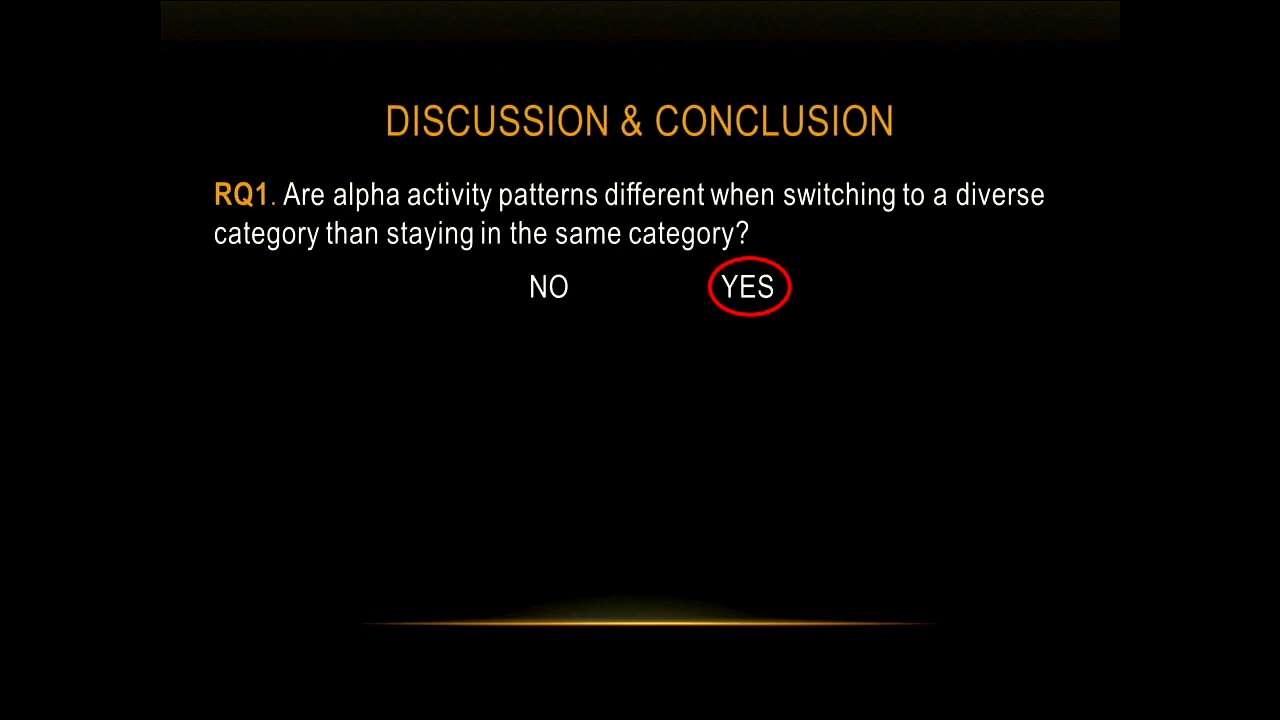 DISCUSSION & CONCLUSION
RQ1. Are alpha activity patterns different when switching to a diverse
category than staying in the same category?
NO YES